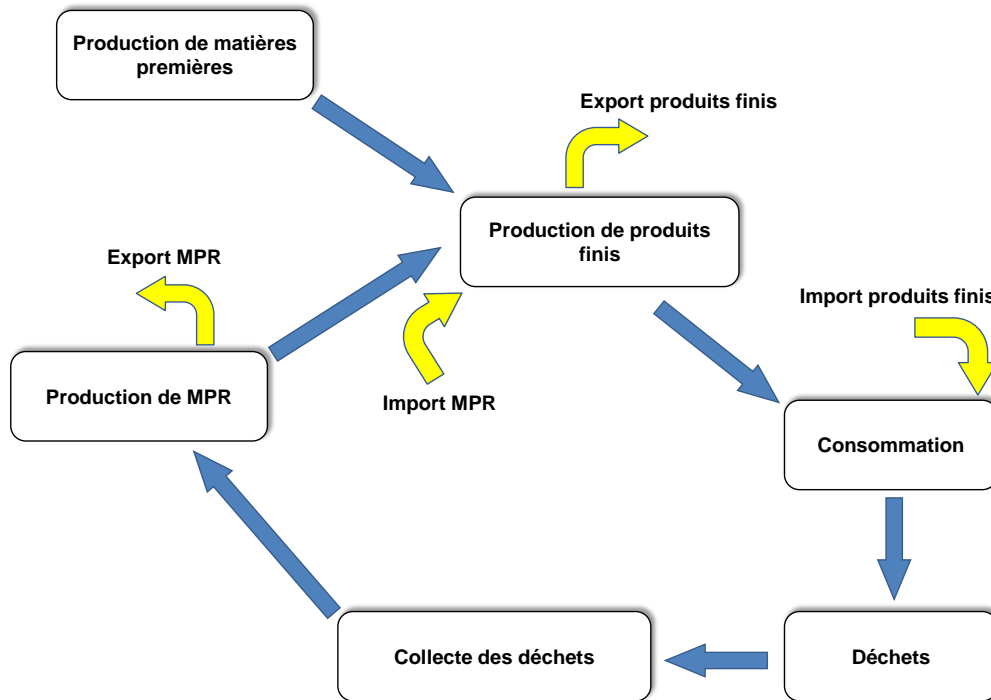 Production de matières
premières
Export produits finis
Production de produits
finis
Export MPR
Import produits finis
Production de MPR
Import MPR
Consommation
Collecte des déchets
Déchets